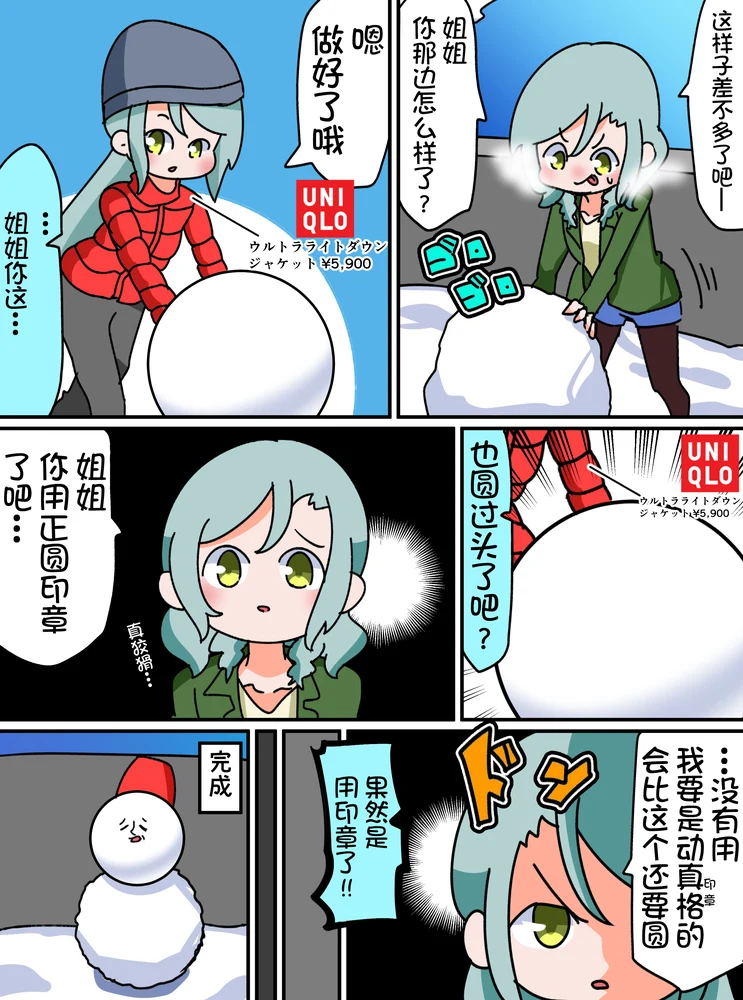 这样子差不多了吧—
姐姐
你那边怎么样了？
ゴロ
ゴロ
嗯
做好了哦
UNI
QLO
ウルトラライトダウン
ジャケット ¥5,900
…
姐姐你这…
UNI
QLO
ウルトラライトダウン
ジャケット ¥5,900
也圆过头了吧？
姐姐
你用正圆印章
了吧…
真狡猾…
…没有用
我要是动真格的
印章
会比这个还要圆
ドン
果然是
用印章了!!
完成